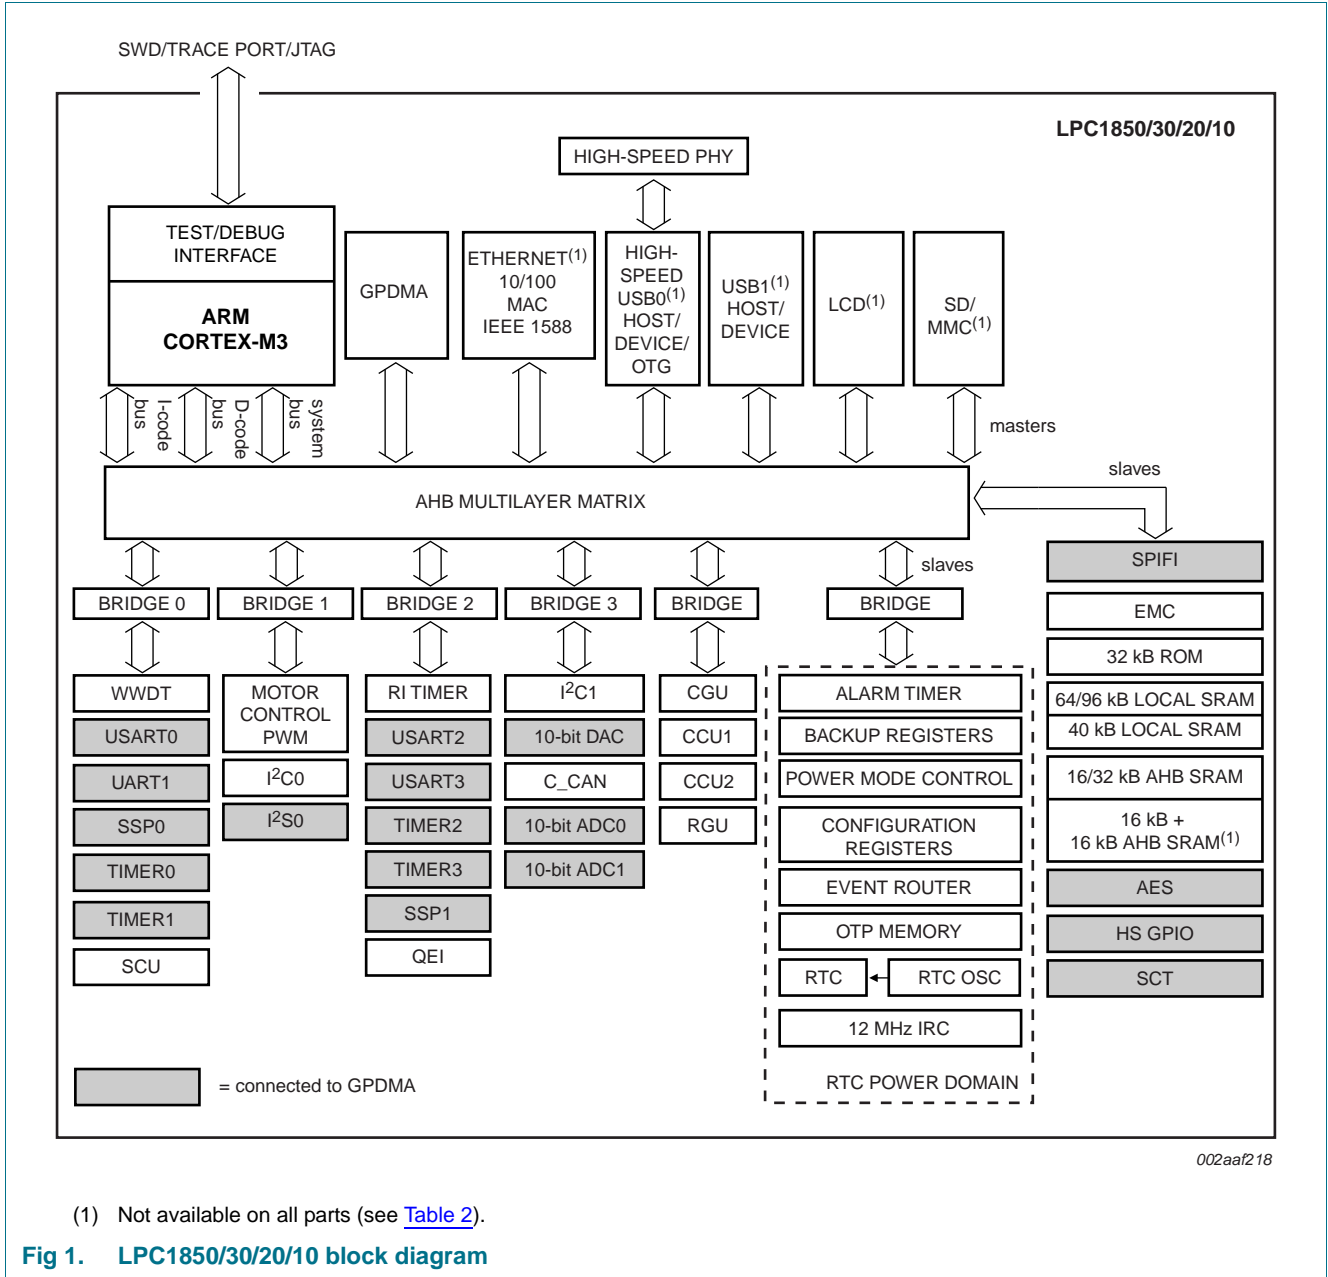 SWD/TRACE PORT/JTAG
LPC1850/30/20/10
HIGH-SPEED PHY
TEST/DEBUG
INTERFACE
ARM
CORTEX-M3
GPDMA
ETHERNET(1)
10/100
MAC
IEEE 1588
HIGH-
SPEED
USB0(1)
HOST/
DEVICE/
OTG
USB1(1)
HOST/
DEVICE
LCD(1)
SD/
MMC(1)
I-code
bus
D-code
bus
system
bus
masters
slaves
AHB MULTILAYER MATRIX
slaves
BRIDGE 0
BRIDGE 1
BRIDGE 2
BRIDGE 3
BRIDGE
BRIDGE
WWDT
USART0
UART1
SSP0
TIMER0
TIMER1
SCU
MOTOR
CONTROL
PWM
I2C0
I2S0
RI TIMER
USART2
USART3
TIMER2
TIMER3
SSP1
QEI
I2C1
10-bit DAC
C_CAN
10-bit ADC0
10-bit ADC1
CGU
CCU1
CCU2
RGU
ALARM TIMER
BACKUP REGISTERS
POWER MODE CONTROL
CONFIGURATION
REGISTERS
EVENT ROUTER
OTP MEMORY
RTC
RTC OSC
12 MHz IRC
RTC POWER DOMAIN
SPIFI
EMC
32 kB ROM
64/96 kB LOCAL SRAM
40 kB LOCAL SRAM
16/32 kB AHB SRAM
16 kB +
16 kB AHB SRAM(1)
AES
HS GPIO
SCT
= connected to GPDMA
002aaf218
(1) Not available on all parts (see Table 2).
Fig 1. LPC1850/30/20/10 block diagram